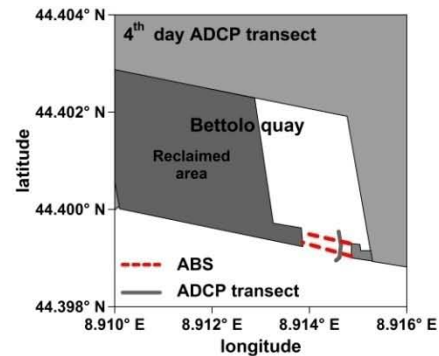 4th day ADCP transect
44.404° N
44.402° N
44.400° N
44.398° N
latitude
Bettolo quay
Reclaimed
area
ABS
ADCP transect
8.910° E 8.912° E 8.914° E 8.916° E
longitude